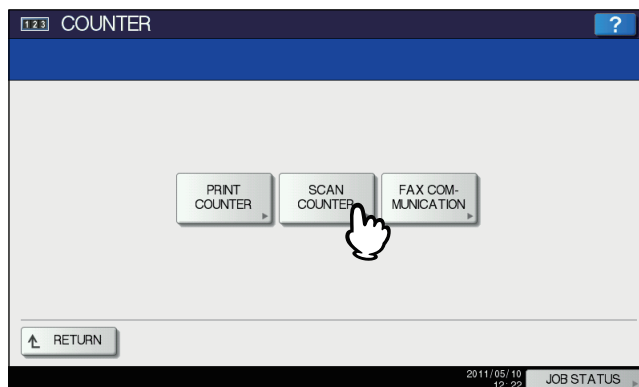 123 COUNTER ?
PRINT
COUNTER
SCAN
COUNTER
FAX COM-
MUNICATION
RETURN
2011/05/10
12:22
JOB STATUS